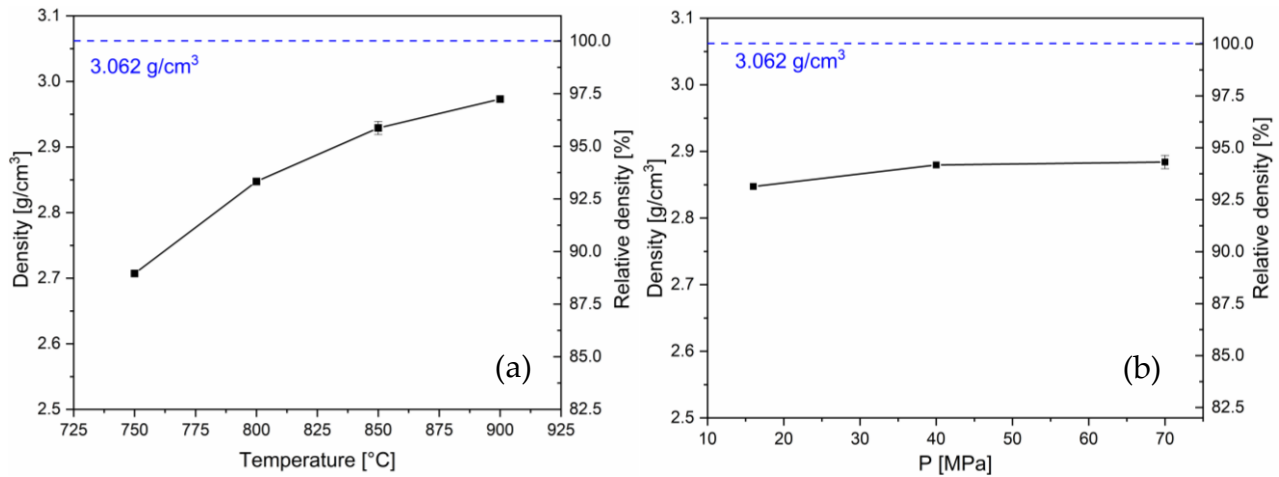 3.1
3.0
2.9
2.8
2.7
2.6
2.5
Density [g/cm³]
3.062 g/cm³
100.0
97.5
95.0
92.5
90.0
87.5
85.0
82.5
Relative density [%]
(a)
725 750 775 800 825 850 875 900 925
Temperature [°C]
3.1
3.0
2.9
2.8
2.7
2.6
2.5
Density [g/cm³]
3.062 g/cm³
100.0
97.5
95.0
92.5
90.0
87.5
85.0
82.5
Relative density [%]
(b)
10 20 30 40 50 60 70
P [MPa]